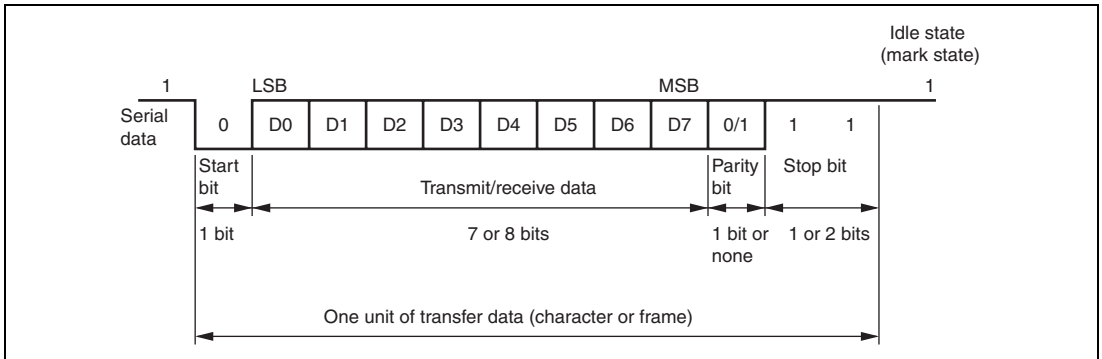 Idle state
(mark state)
1 LSB MSB 1
Serial
data
0 D0 D1 D2 D3 D4 D5 D6 D7 0/1 1 1
Start
bit
Transmit/receive data
Parity
bit
Stop bit
1 bit
7 or 8 bits
1 bit or
none
1 or 2 bits
One unit of transfer data (character or frame)